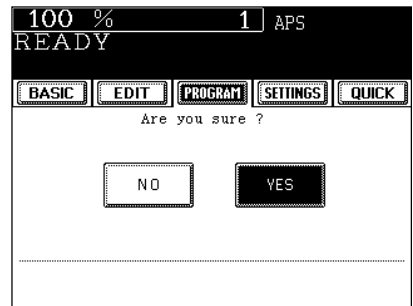 100 % 1 APS
READY
BASIC EDIT PROGRAM SETTINGS QUICK
Are you sure ?
NO YES